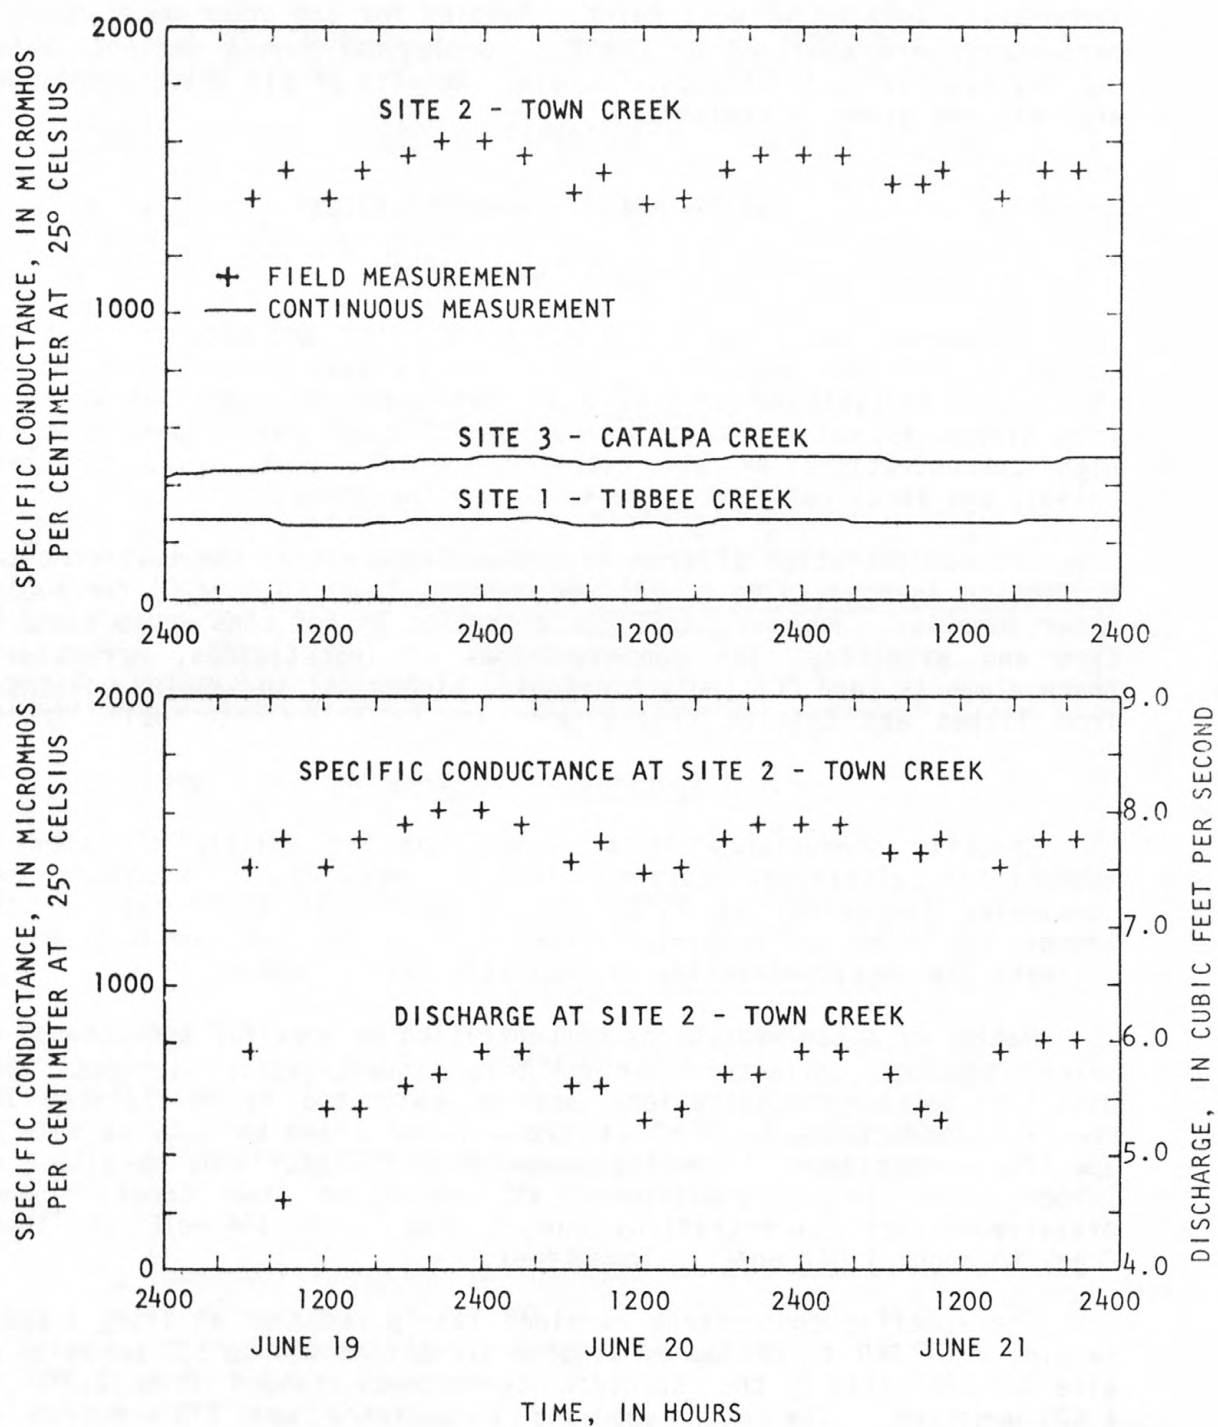 SPECIFIC CONDUCTANCE, IN MICROMHOS
PER CENTIMETER AT 25° CELSIUS
2000
SITE 2 - TOWN CREEK
+ FIELD MEASUREMENT
1000
CONTINUOUS MEASUREMENT
SITE 3 - CATALPA CREEK
SITE 1 - TIBBEE CREEK
0
2400 1200 2400 1200 2400 1200 2400
SPECIFIC CONDUCTANCE, IN MICROMHOS
PER CENTIMETER AT 25° CELSIUS
2000
9.0
SPECIFIC CONDUCTANCE AT SITE 2 - TOWN CREEK
8.0
7.0
1000
DISCHARGE AT SITE 2 - TOWN CREEK
6.0
5.0
0
4.0
DISCHARGE, IN CUBIC FEET PER SECOND
2400 1200 2400 1200 2400 1200 2400
JUNE 19 JUNE 20 JUNE 21
TIME, IN HOURS